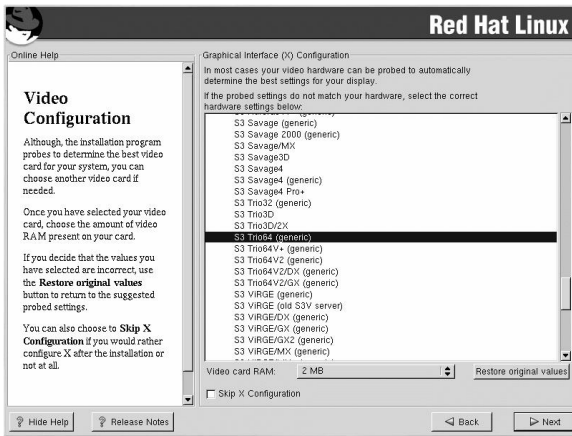 Red Hat Linux
Online Help
Video
Configuration
Although, the installation program
probes to determine the best video
card for your system, you can
choose another video card if
needed.
Once you have selected your video
card, choose the amount of video
RAM present on your card.
If you decide that the values you
have selected are incorrect, use
the Restore original values
button to return to the suggested
probed settings.
You can also choose to Skip X
Configuration if you would rather
configure X after the installation or
not at all.
Graphical Interface (X) Configuration
In most cases your video hardware can be probed to automatically
determine the best settings for your display.
If the probed settings do not match your hardware, select the correct
hardware settings below:
S3 Savage (generic)
S3 Savage 2000 (generic)
S3 Savage/MX
S3 Savage3D
S3 Savage4
S3 Savage4 (generic)
S3 Savage4 Pro+
S3 Trio32 (generic)
S3 Trio3D
S3 Trio3D/2X
S3 Trio64 (generic)
S3 Trio64V+ (generic)
S3 Trio64V2 (generic)
S3 Trio64V2/DX (generic)
S3 Trio64V2/GX (generic)
S3 ViRGE (generic)
S3 ViRGE (old S3V server)
S3 ViRGE/DX (generic)
S3 ViRGE/GX (generic)
S3 ViRGE/GX2 (generic)
S3 ViRGE/MX (generic)
Video card RAM: 2 MB Restore original values
Skip X Configuration
Hide Help Release Notes Back Next